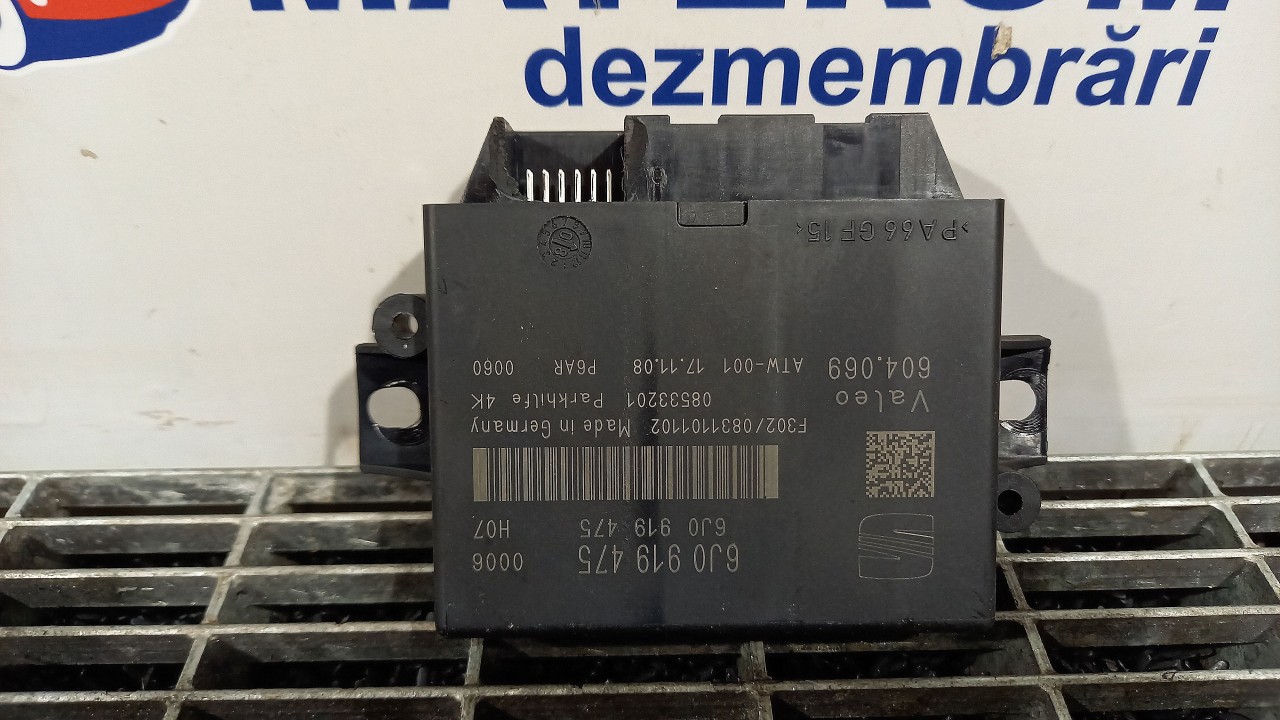 dezmembrări
6J0 919 475 0006
6J0 919 475 H07
F302/0831101102 Made in Germany
Valeo 08533201 Parkhilfe 4K
604.069 ATW-001 17.11.08 P6AR 0060
>PA66 GF15<